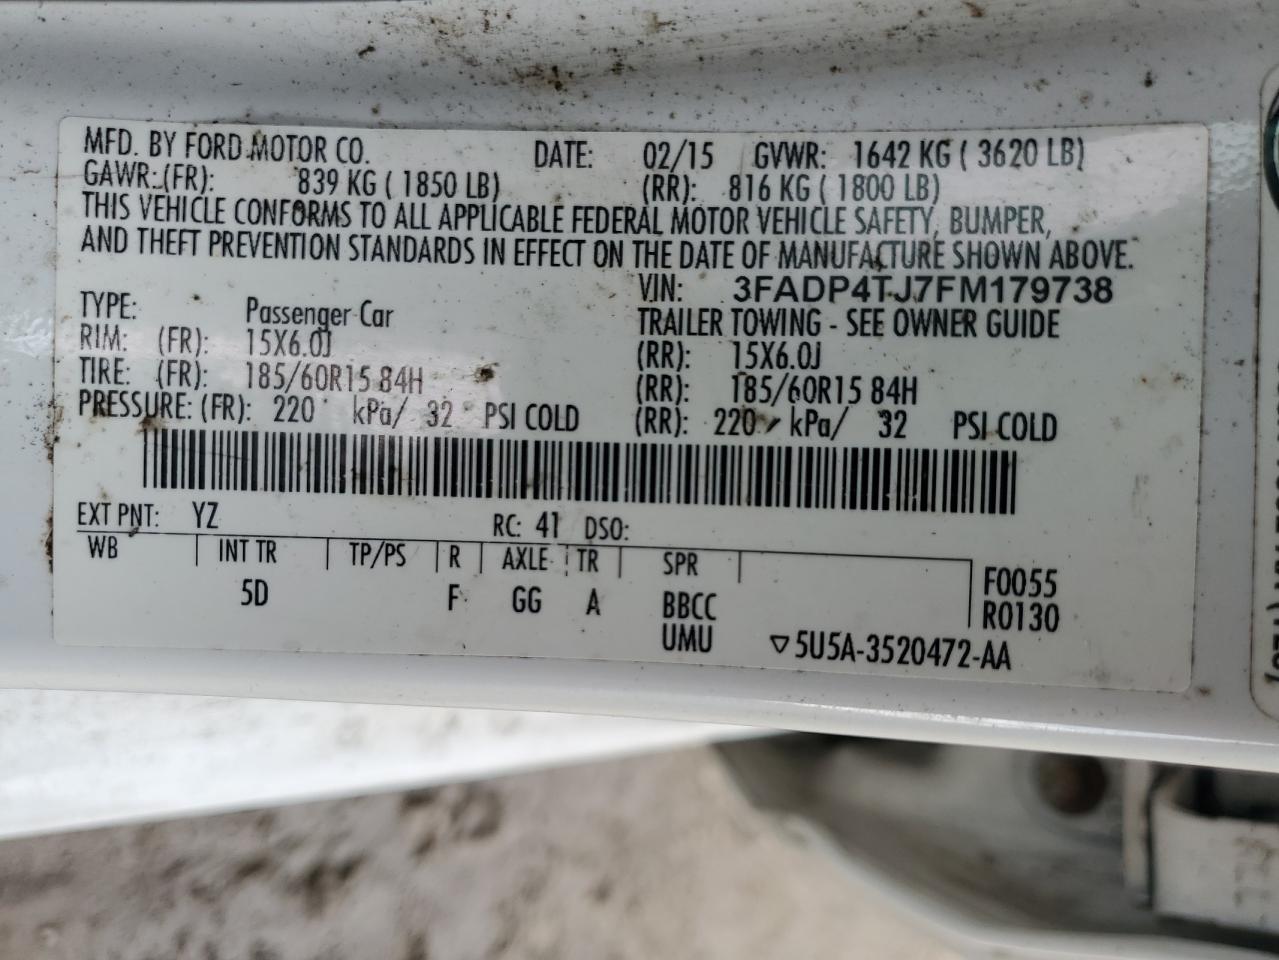 MFD. BY FORD MOTOR CO. DATE: 02/15 GVWR: 1642 KG ( 3620 LB)
GAWR: (FR): 839 KG ( 1850 LB) (RR): 816 KG ( 1800 LB)
THIS VEHICLE CONFORMS TO ALL APPLICABLE FEDERAL MOTOR VEHICLE SAFETY, BUMPER,
AND THEFT PREVENTION STANDARDS IN EFFECT ON THE DATE OF MANUFACTURE SHOWN ABOVE.
VIN: 3FADP4TJ7FM179738
TYPE: Passenger Car TRAILER TOWING - SEE OWNER GUIDE
RIM: (FR): 15X6.0J (RR): 15X6.0J
TIRE: (FR): 185/60R15 84H (RR): 185/60R15 84H
PRESSURE: (FR): 220 kPa/ 32 PSI COLD (RR): 220 kPa/ 32 PSI COLD
EXT PNT: YZ RC: 41 DSO:
WB INT TR TP/PS R AXLE TR SPR F0055
5D F GG A BBCC R0130
UMU ▽5U5A-3520472-AA